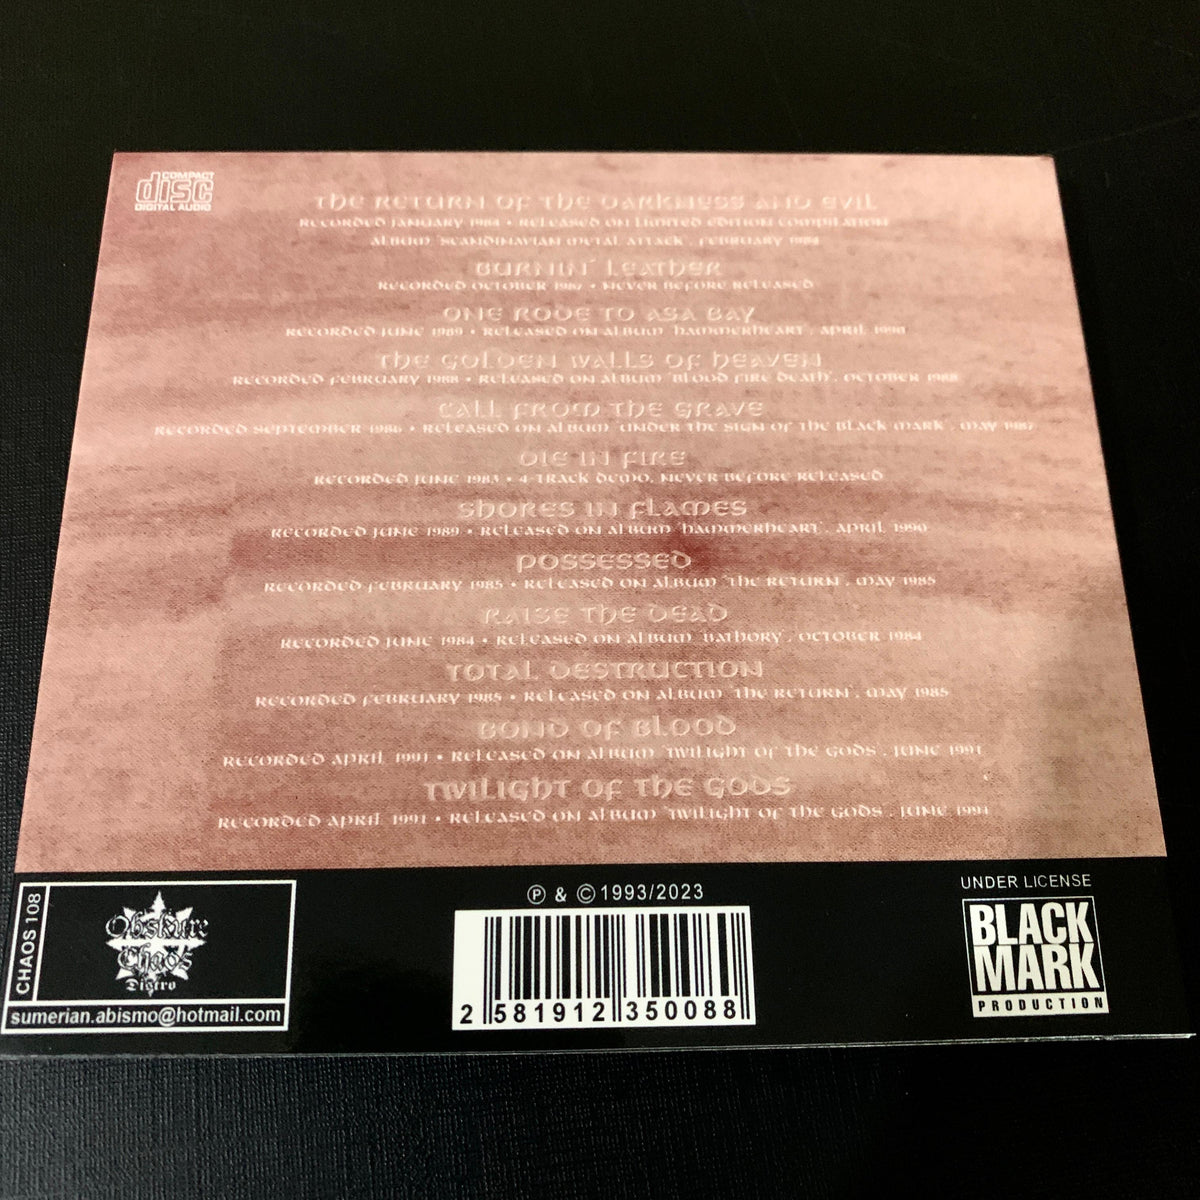 COMPACT
disc
DIGITAL AUDIO
THE RETURN OF THE DARKNESS AND EVIL
RECORDED JANUARY 1984 • RELEASED ON LIMITED EDITION COMPILATION
ALBUM 'SCANDINAVIAN METAL ATTACK', FEBRUARY 1984
BURNIN' LEATHER
RECORDED OCTOBER 1987 • NEVER BEFORE RELEASED
ONE RODE TO ASA BAY
RECORDED JUNE 1989 • RELEASED ON ALBUM 'HAMMERHEART', APRIL 1990
THE GOLDEN WALLS OF HEAVEN
RECORDED FEBRUARY 1988 • RELEASED ON ALBUM 'BLOOD FIRE DEATH', OCTOBER 1988
CALL FROM THE GRAVE
RECORDED SEPTEMBER 1986 • RELEASED ON ALBUM 'UNDER THE SIGN OF THE BLACK MARK', MAY 1987
DIE IN FIRE
RECORDED JUNE 1983 • 4-TRACK DEMO, NEVER BEFORE RELEASED
SHORES IN FLAMES
RECORDED JUNE 1989 • RELEASED ON ALBUM 'HAMMERHEART', APRIL 1990
POSSESSED
RECORDED FEBRUARY 1985 • RELEASED ON ALBUM 'THE RETURN', MAY 1985
RAISE THE DEAD
RECORDED JUNE 1984 • RELEASED ON ALBUM 'BATHORY', OCTOBER 1984
TOTAL DESTRUCTION
RECORDED FEBRUARY 1985 • RELEASED ON ALBUM 'THE RETURN', MAY 1985
BOND OF BLOOD
RECORDED APRIL 1991 • RELEASED ON ALBUM 'TWILIGHT OF THE GODS', JUNE 1991
TWILIGHT OF THE GODS
RECORDED APRIL 1991 • RELEASED ON ALBUM 'TWILIGHT OF THE GODS', JUNE 1991
CHAOS 108
Obskure
Chaos
Distro
sumerian.abismo@hotmail.com
℗ & © 1993/2023
2 581912 350088
UNDER LICENSE
BLACK
MARK
PRODUCTION